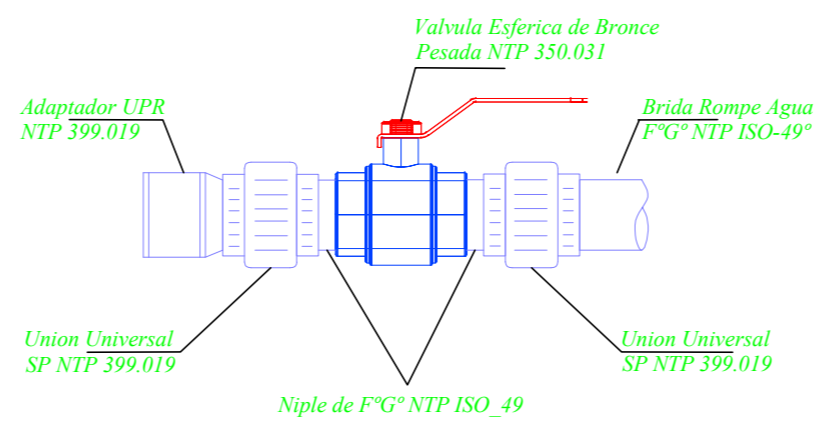 Valvula Esferica de Bronce
Pesada NTP 350.031
Adaptador UPR
NTP 399.019
Brida Rompe Agua
FºGº NTP ISO-49º
Union Universal
SP NTP 399.019
Union Universal
SP NTP 399.019
Niple de FºGº NTP ISO_49